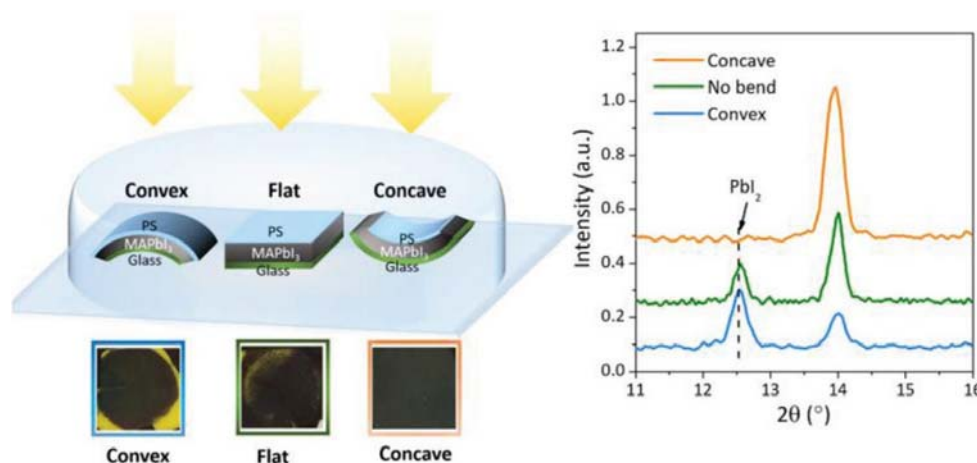 Convex
Flat
Concave
PS
MAPbI₃
Glass
PS
MAPbI₃
Glass
PS
MAPbI₃
Glass
Convex
Flat
Concave
Intensity (a.u.)
1.2
1.0
0.8
0.6
0.4
0.2
0.0
Concave
No bend
Convex
PbI₂
11 12 13 14 15 16
2θ (°)